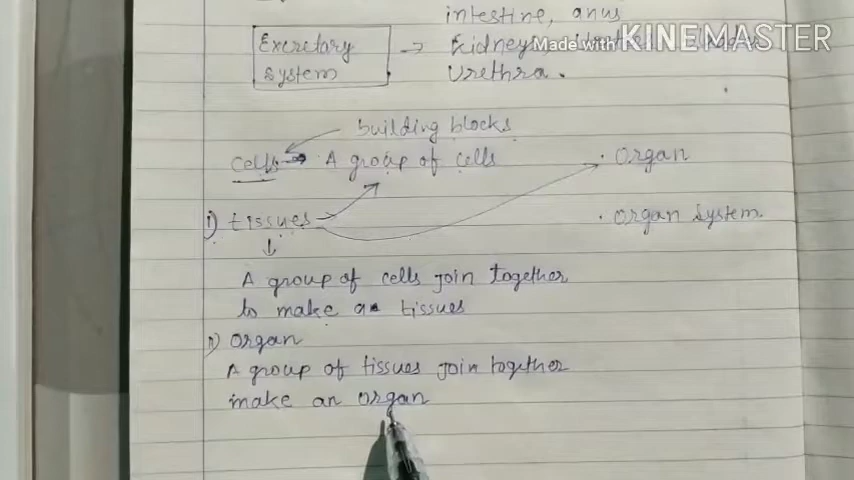 intestine, anus
Excretary → Kidneys,
system Urethra.
Made with KINEMASTER
building blocks
Cells → A group of cells · Organ
i) tissues · Organ System.
↓
A group of cells join together
to make a tissues
ii) Organ
A group of tissues join together
make an organ